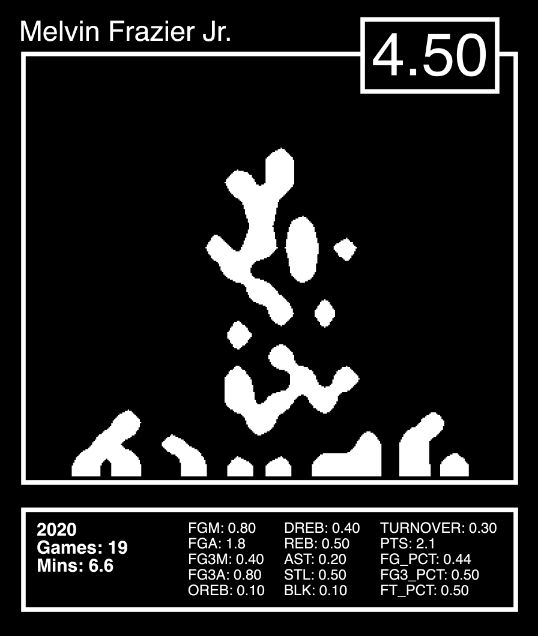 Melvin Frazier Jr.
4.50
2020
Games: 19
Mins: 6.6
FGM: 0.80
FGA: 1.8
FG3M: 0.40
FG3A: 0.80
OREB: 0.10
DREB: 0.40
REB: 0.50
AST: 0.20
STL: 0.50
BLK: 0.10
TURNOVER: 0.30
PTS: 2.1
FG_PCT: 0.44
FG3_PCT: 0.50
FT_PCT: 0.50